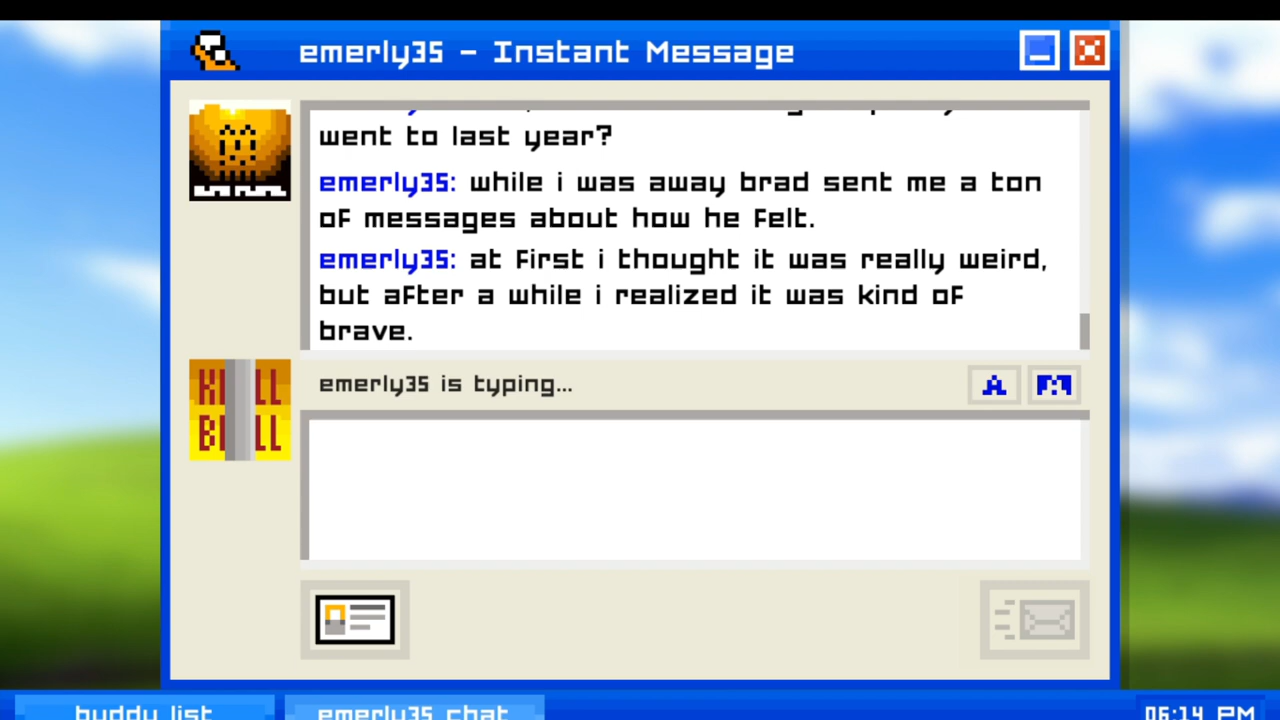 emerly35 - Instant Message
went to last year?
emerly35: while i was away brad sent me a ton
of messages about how he felt.
emerly35: at first i thought it was really weird,
but after a while i realized it was kind of
brave.
KILL
BILL
emerly35 is typing...
A
M
buddy list
emerly35 chat
06:14 PM